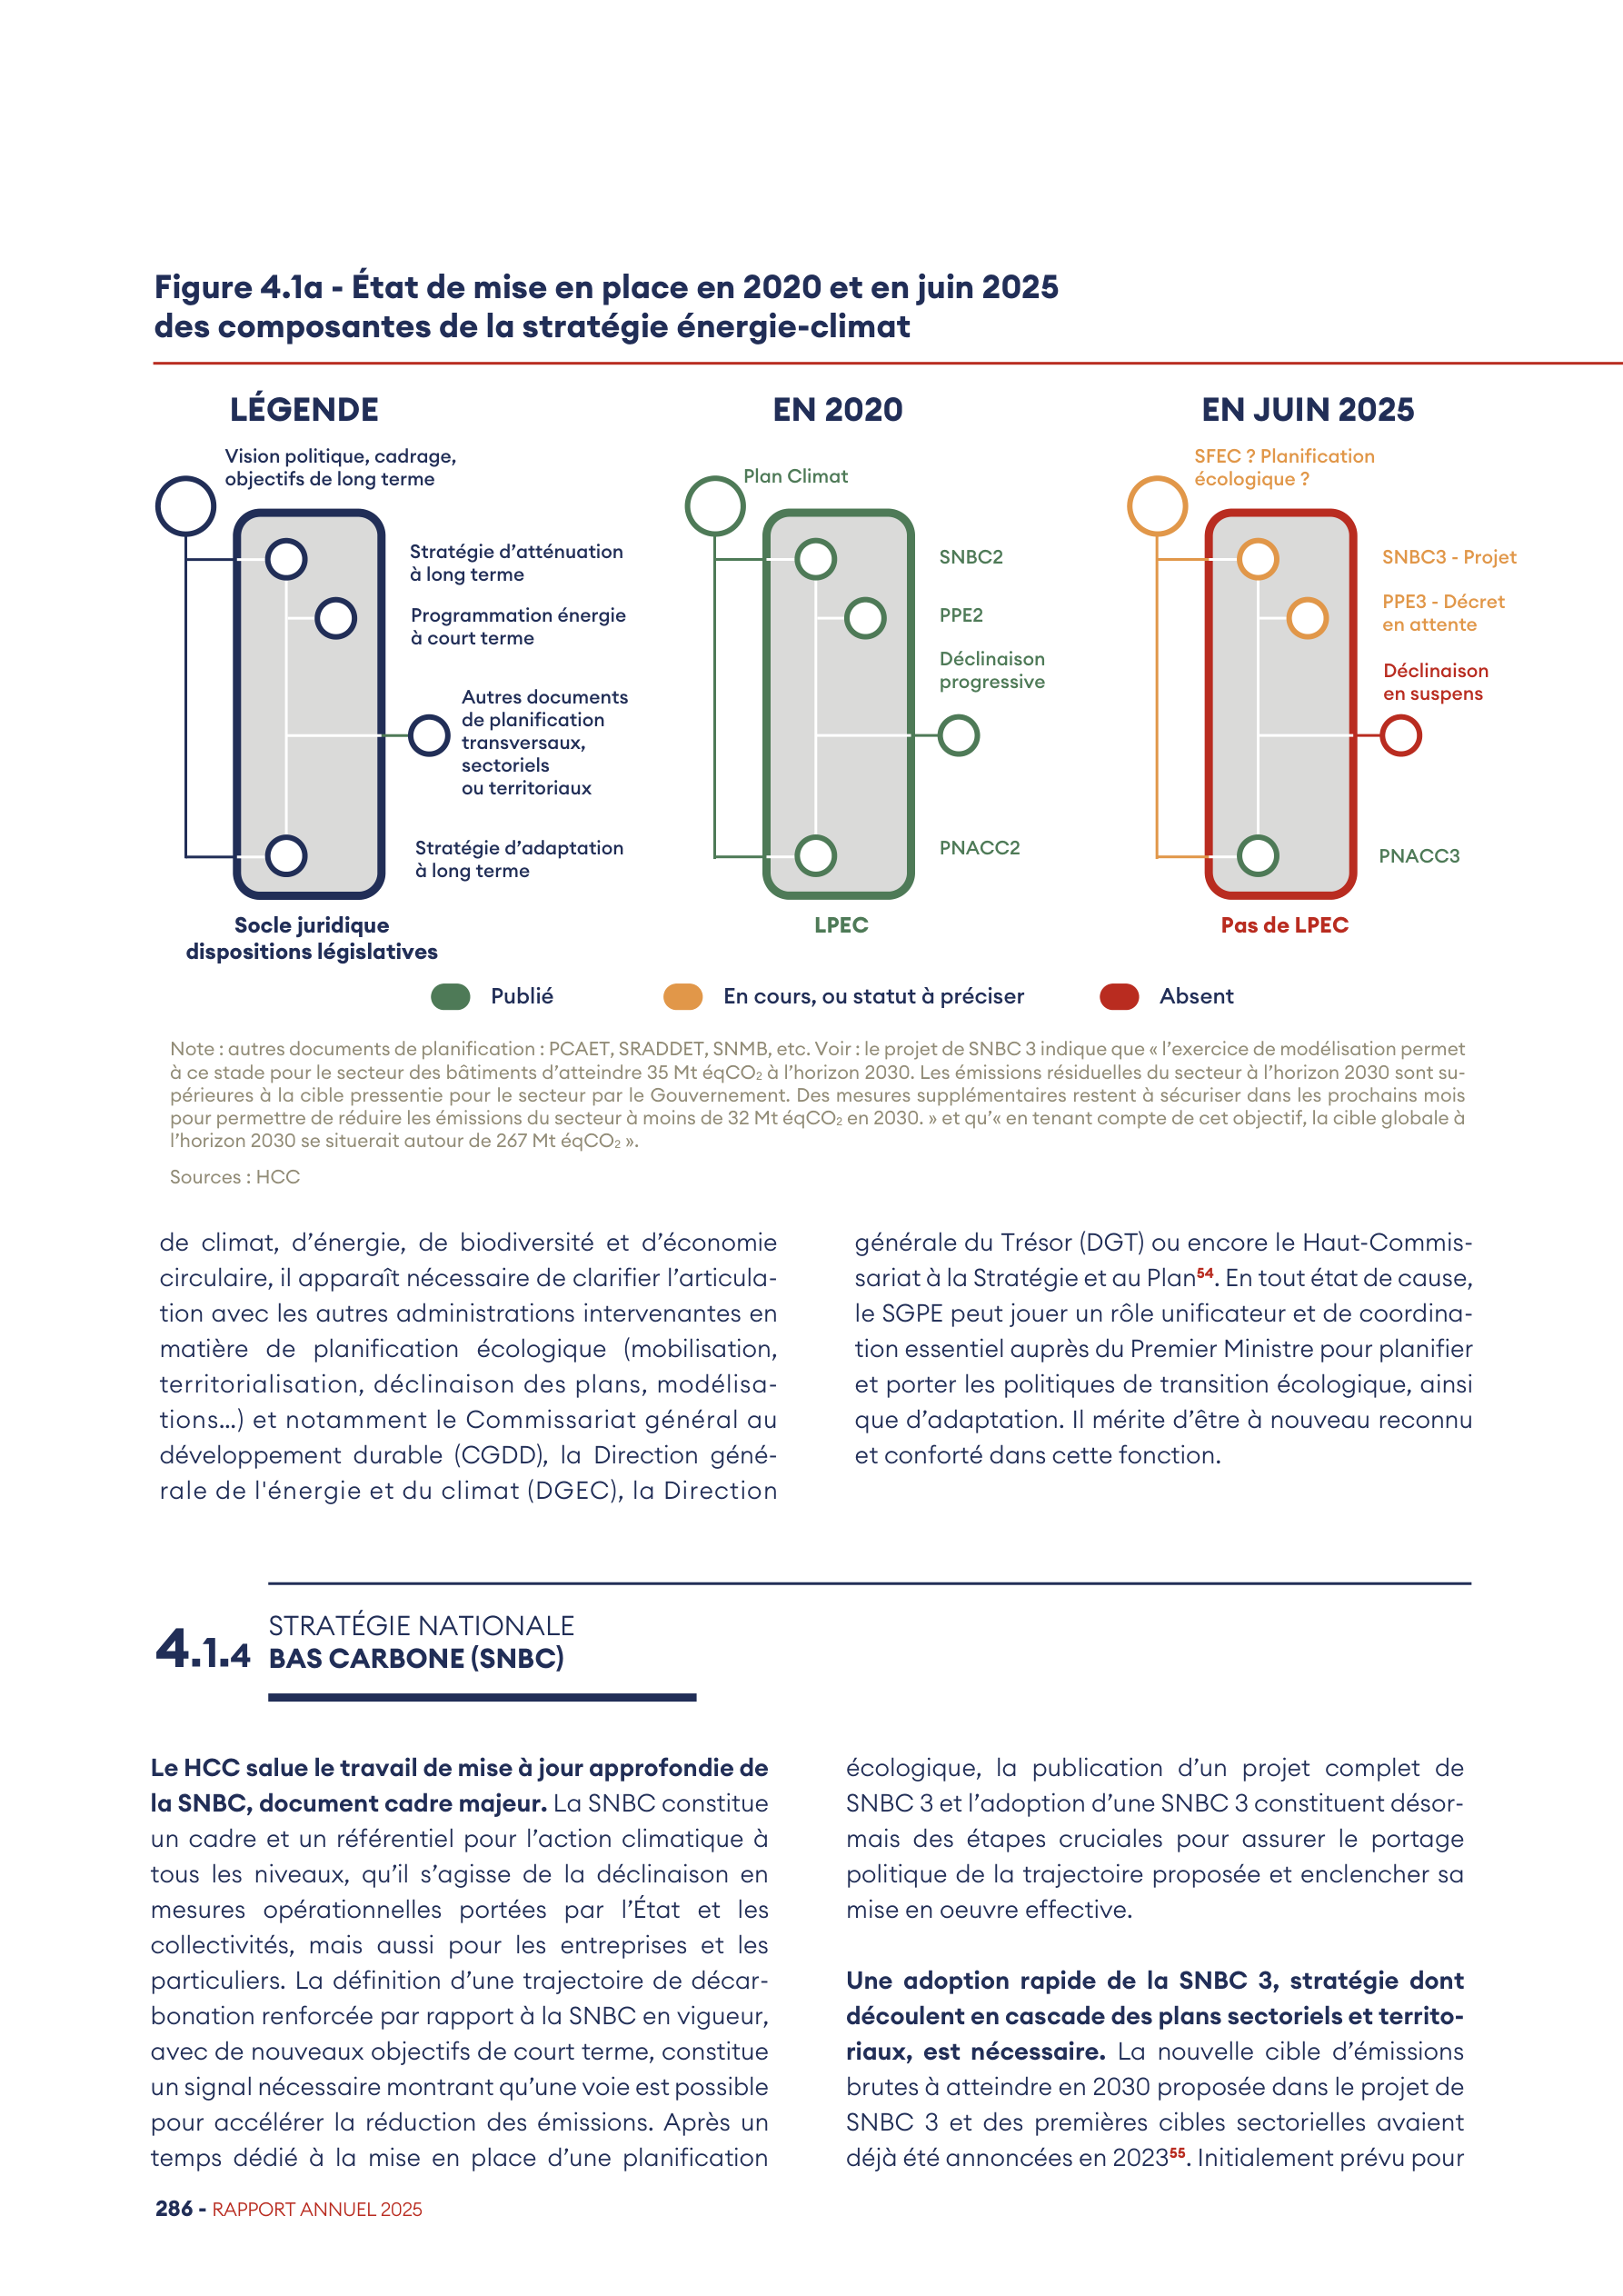 Figure 4.1a - État de mise en place en 2020 et en juin 2025
des composantes de la stratégie énergie-climat
LÉGENDE
Vision politique, cadrage,
objectifs de long terme
Stratégie d’atténuation
à long terme
Programmation énergie
à court terme
Autres documents
de planification
transversaux,
sectoriels
ou territoriaux
Stratégie d’adaptation
à long terme
Socle juridique
dispositions législatives
EN 2020
Plan Climat
SNBC2
PPE2
Déclinaison
progressive
PNACC2
LPEC
EN JUIN 2025
SFEC ? Planification
écologique ?
SNBC3 - Projet
PPE3 - Décret
en attente
Déclinaison
en suspens
PNACC3
Pas de LPEC
Publié
En cours, ou statut à préciser
Absent
Note : autres documents de planification : PCAET, SRADDET, SNMB, etc. Voir : le projet de SNBC 3 indique que « l’exercice de modélisation permet
à ce stade pour le secteur des bâtiments d’atteindre 35 Mt éqCO₂ à l’horizon 2030. Les émissions résiduelles du secteur à l’horizon 2030 sont su-
périeures à la cible pressentie pour le secteur par le Gouvernement. Des mesures supplémentaires restent à sécuriser dans les prochains mois
pour permettre de réduire les émissions du secteur à moins de 32 Mt éqCO₂ en 2030. » et qu’« en tenant compte de cet objectif, la cible globale à
l’horizon 2030 se situerait autour de 267 Mt éqCO₂ ».
Sources : HCC
de climat, d’énergie, de biodiversité et d’économie
circulaire, il apparaît nécessaire de clarifier l’articula-
tion avec les autres administrations intervenantes en
matière de planification écologique (mobilisation,
territorialisation, déclinaison des plans, modélisa-
tions...) et notamment le Commissariat général au
développement durable (CGDD), la Direction géné-
rale de l'énergie et du climat (DGEC), la Direction
générale du Trésor (DGT) ou encore le Haut-Commis-
sariat à la Stratégie et au Plan54. En tout état de cause,
le SGPE peut jouer un rôle unificateur et de coordina-
tion essentiel auprès du Premier Ministre pour planifier
et porter les politiques de transition écologique, ainsi
que d’adaptation. Il mérite d’être à nouveau reconnu
et conforté dans cette fonction.
4.1.4
STRATÉGIE NATIONALE
BAS CARBONE (SNBC)
Le HCC salue le travail de mise à jour approfondie de
la SNBC, document cadre majeur. La SNBC constitue
un cadre et un référentiel pour l’action climatique à
tous les niveaux, qu’il s’agisse de la déclinaison en
mesures opérationnelles portées par l’État et les
collectivités, mais aussi pour les entreprises et les
particuliers. La définition d’une trajectoire de décar-
bonation renforcée par rapport à la SNBC en vigueur,
avec de nouveaux objectifs de court terme, constitue
un signal nécessaire montrant qu’une voie est possible
pour accélérer la réduction des émissions. Après un
temps dédié à la mise en place d’une planification
écologique, la publication d’un projet complet de
SNBC 3 et l’adoption d’une SNBC 3 constituent désor-
mais des étapes cruciales pour assurer le portage
politique de la trajectoire proposée et enclencher sa
mise en oeuvre effective.
Une adoption rapide de la SNBC 3, stratégie dont
découlent en cascade des plans sectoriels et territo-
riaux, est nécessaire. La nouvelle cible d’émissions
brutes à atteindre en 2030 proposée dans le projet de
SNBC 3 et des premières cibles sectorielles avaient
déjà été annoncées en 202355. Initialement prévu pour
286 - RAPPORT ANNUEL 2025